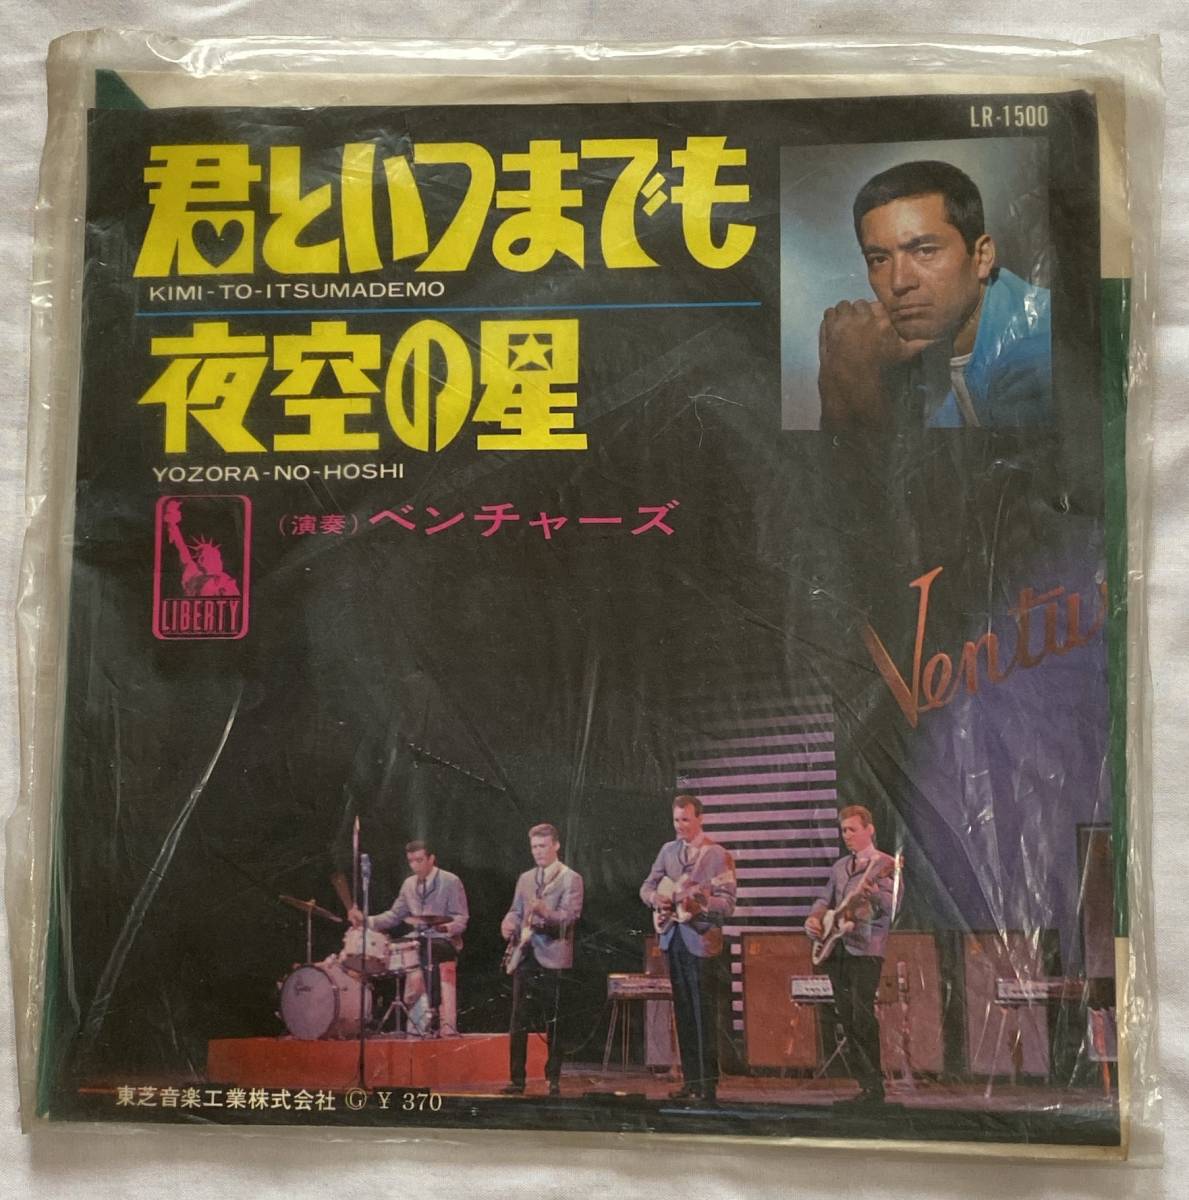 LR-1500
君といつまでも
KIMI-TO-ITSUMADEMO
夜空の星
YOZORA-NO-HOSHI
(演奏) ベンチャーズ
LIBERTY
Ventu
東芝音楽工業株式会社 Ⓖ ¥ 370